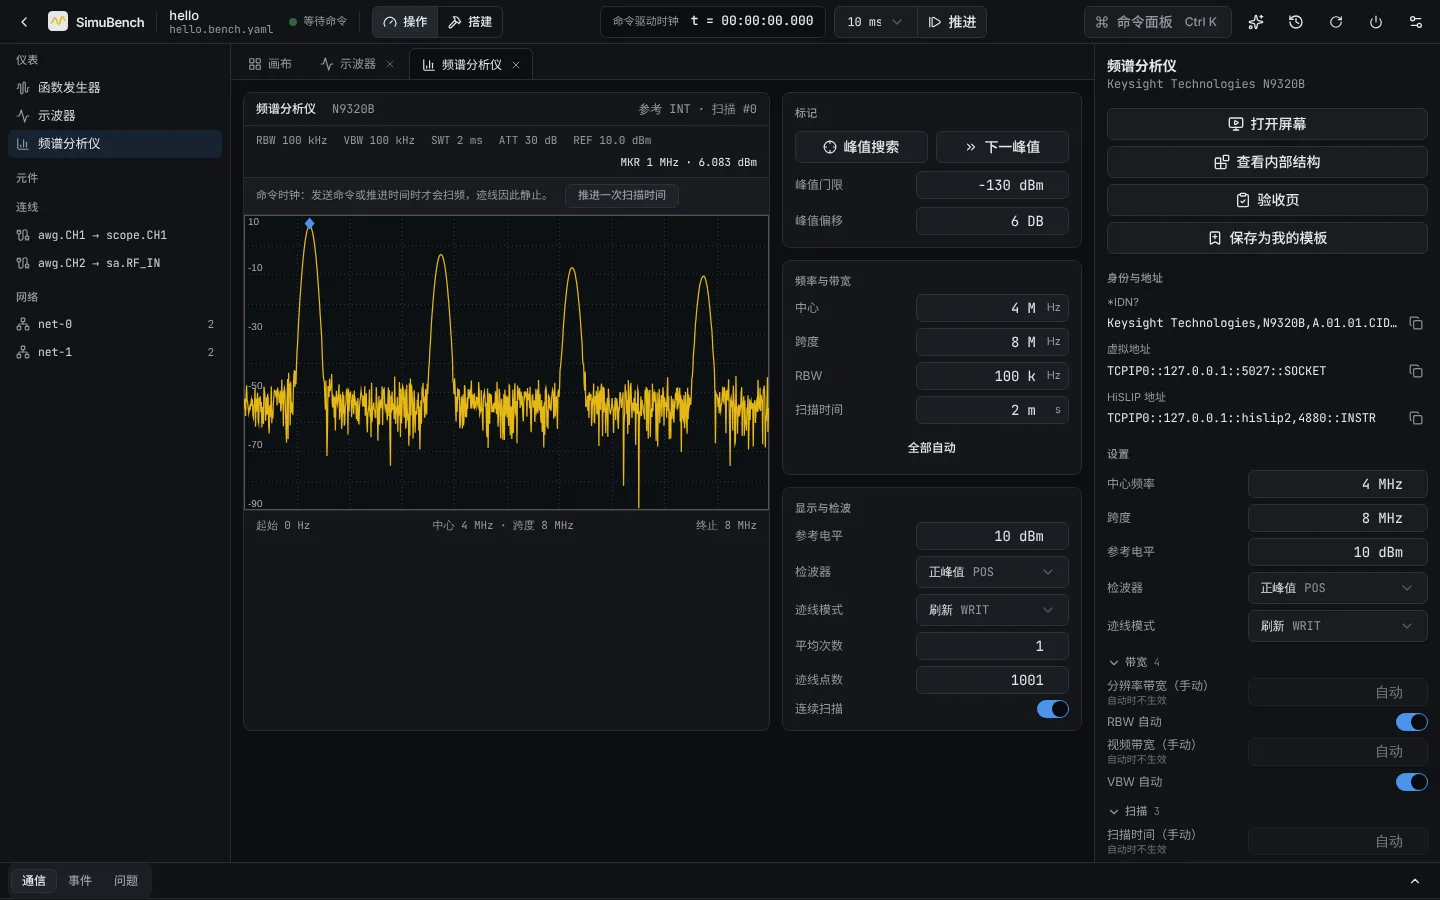 SimuBench
hello
hello.bench.yaml
等待命令
操作
搭建
命令驱动时钟 t = 00:00:00.000
10 ms
推进
命令面板 Ctrl K
仪表
函数发生器
示波器
频谱分析仪
元件
连线
awg.CH1 → scope.CH1
awg.CH2 → sa.RF_IN
网络
net-0 2
net-1 2
画布
示波器
频谱分析仪
频谱分析仪 N9320B
参考 INT · 扫描 #0
RBW 100 kHz VBW 100 kHz SWT 2 ms ATT 30 dB REF 10.0 dBm
MKR 1 MHz · 6.083 dBm
命令时钟：发送命令或推进时间时才会扫频，迹线因此静止。
推进一次扫描时间
10
-10
-30
-50
-70
-90
起始 0 Hz
中心 4 MHz · 跨度 8 MHz
终止 8 MHz
标记
峰值搜索
下一峰值
峰值门限 -130 dBm
峰值偏移 6 DB
频率与带宽
中心 4 M Hz
跨度 8 M Hz
RBW 100 k Hz
扫描时间 2 m s
全部自动
显示与检波
参考电平 10 dBm
检波器 正峰值 POS
迹线模式 刷新 WRIT
平均次数 1
迹线点数 1001
连续扫描
频谱分析仪
Keysight Technologies N9320B
打开屏幕
查看内部结构
验收页
保存为我的模板
身份与地址
*IDN?
Keysight Technologies,N9320B,A.01.01.CID…
虚拟地址
TCPIP0::127.0.0.1::5027::SOCKET
HiSLIP 地址
TCPIP0::127.0.0.1::hislip2,4880::INSTR
设置
中心频率 4 MHz
跨度 8 MHz
参考电平 10 dBm
检波器 正峰值 POS
迹线模式 刷新 WRIT
带宽 4
分辨率带宽（手动） 自动
自动时不生效
RBW 自动
视频带宽（手动） 自动
自动时不生效
VBW 自动
扫描 3
扫描时间（手动） 自动
自动时不生效
通信
事件
问题